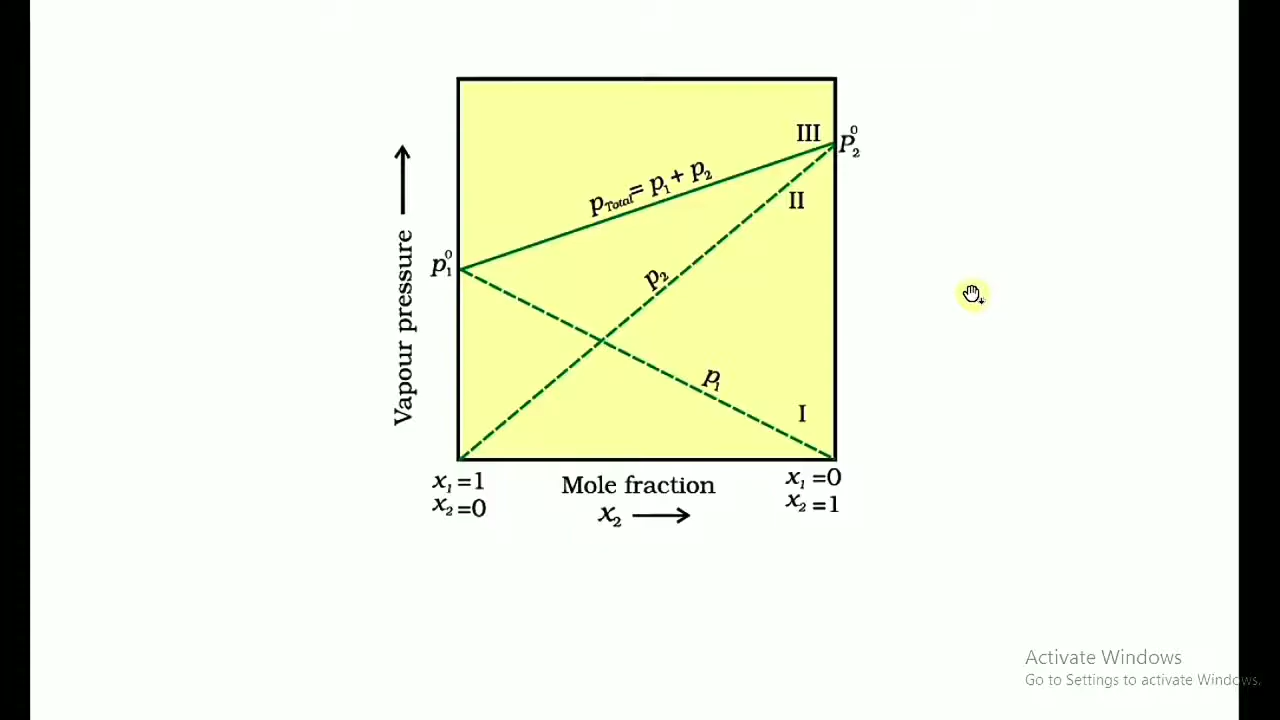 III
P₂⁰
p_Total = p₁ + p₂
II
Vapour pressure
p₁⁰
p₂
p₁
I
x₁=1
x₂=0
Mole fraction
x₂
x₁=0
x₂=1
Activate Windows
Go to Settings to activate Windows.